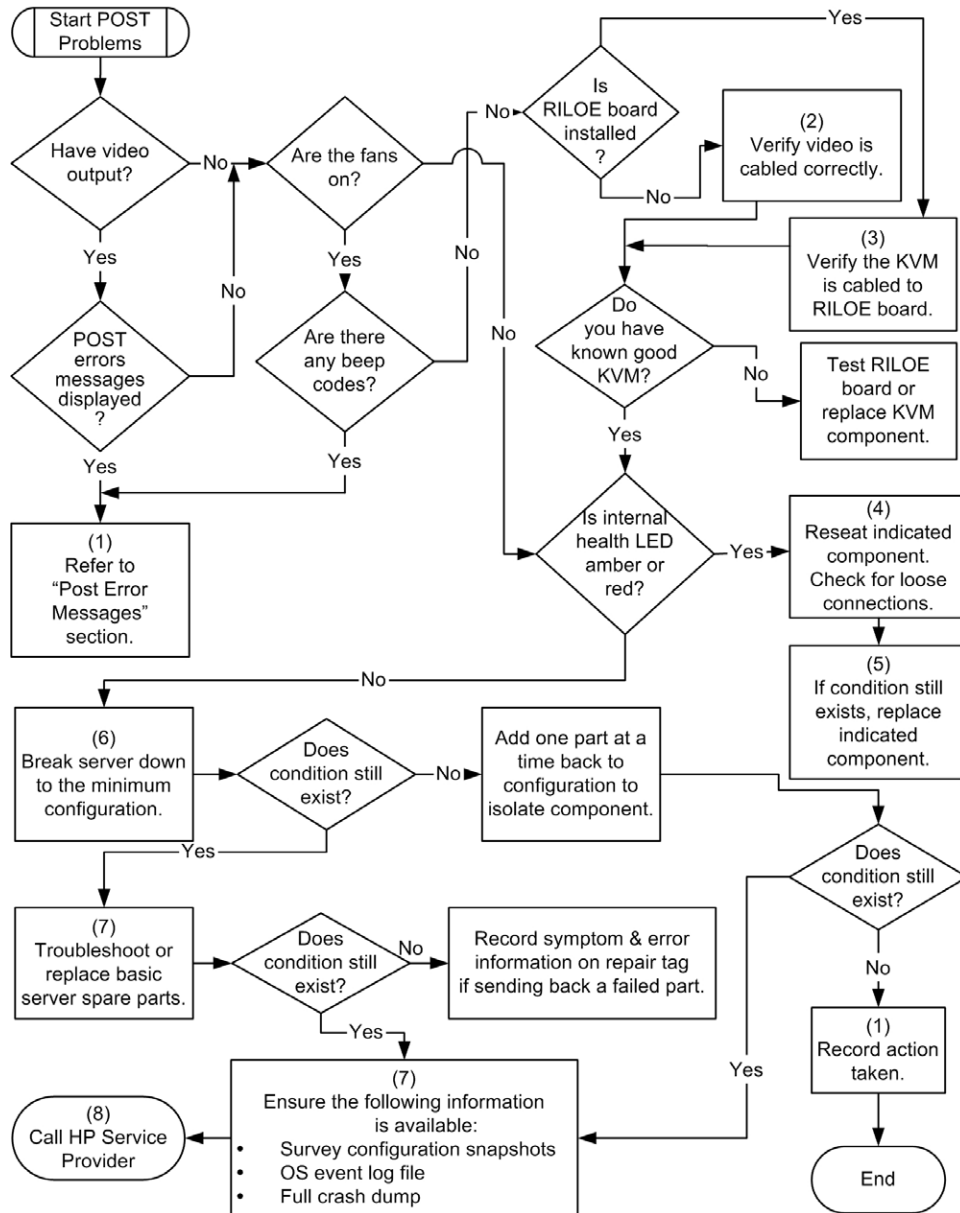 Start POST
Problems
Have video
output?
No
Yes
POST
errors
messages
displayed
?
No
Yes
(1)
Refer to
“Post Error
Messages”
section.
Are the fans
on?
Yes
No
Are there
any beep
codes?
No
Yes
No
Is
RILOE board
installed
?
Yes
No
(2)
Verify video is
cabled correctly.
(3)
Verify the KVM
is cabled to
RILOE board.
Do
you have
known good
KVM?
No
Test RILOE
board or
replace KVM
component.
Yes
Is internal
health LED
amber or
red?
Yes
(4)
Reseat indicated
component.
Check for loose
connections.
(5)
If condition still
exists, replace
indicated
component.
No
(6)
Break server down
to the minimum
configuration.
Does
condition still
exist?
No
Add one part at a
time back to
configuration to
isolate component.
Yes
Does
condition still
exist?
No
Yes
(1)
Record action
taken.
End
(7)
Troubleshoot or
replace basic
server spare parts.
Does
condition still
exist?
No
Record symptom & error
information on repair tag
if sending back a failed part.
Yes
(7)
Ensure the following information
is available:
• Survey configuration snapshots
• OS event log file
• Full crash dump
(8)
Call HP Service
Provider